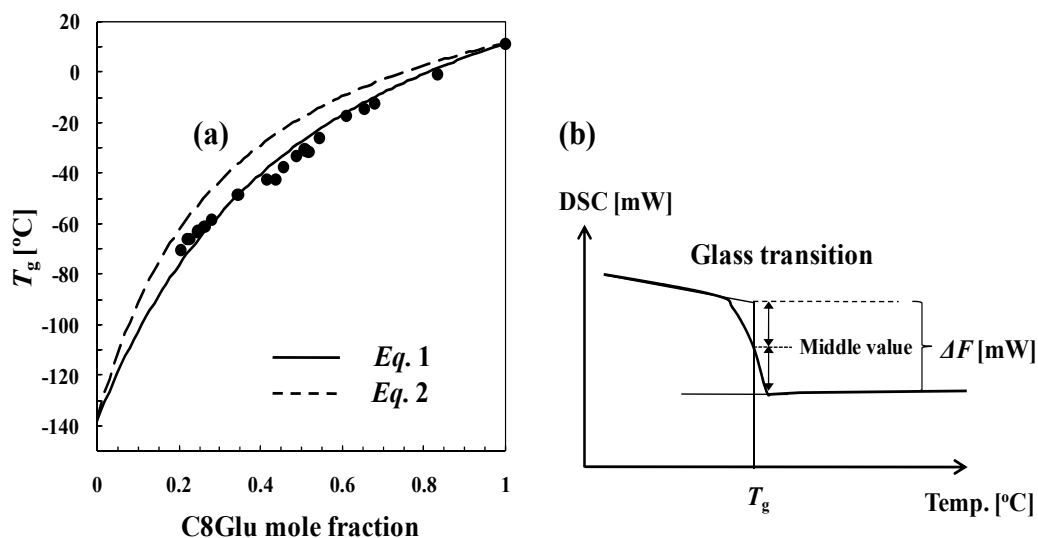 20
0
-20
-40
-60
-80
-100
-120
-140
Tg [ºC]
(a)
Eq. 1
Eq. 2
0
0.2
0.4
0.6
0.8
1
C8Glu mole fraction
(b)
DSC [mW]
Glass transition
Middle value
ΔF [mW]
Tg
Temp. [ºC]